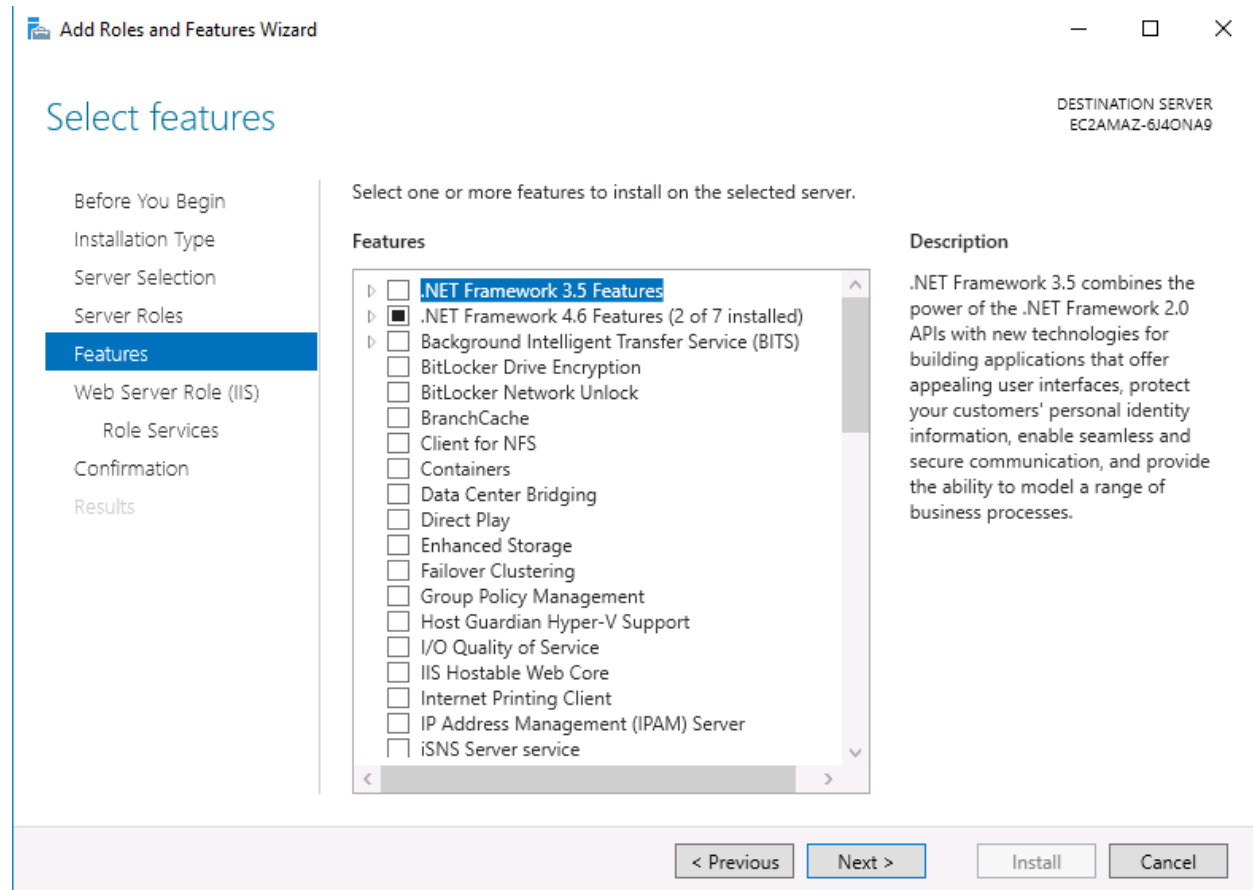 Add Roles and Features Wizard
Select features
DESTINATION SERVER
EC2AMAZ-6J4ONA9
Before You Begin
Installation Type
Server Selection
Server Roles
Features
Web Server Role (IIS)
Role Services
Confirmation
Results
Select one or more features to install on the selected server.
Features
.NET Framework 3.5 Features
.NET Framework 4.6 Features (2 of 7 installed)
Background Intelligent Transfer Service (BITS)
BitLocker Drive Encryption
BitLocker Network Unlock
BranchCache
Client for NFS
Containers
Data Center Bridging
Direct Play
Enhanced Storage
Failover Clustering
Group Policy Management
Host Guardian Hyper-V Support
I/O Quality of Service
IIS Hostable Web Core
Internet Printing Client
IP Address Management (IPAM) Server
iSNS Server service
Description
.NET Framework 3.5 combines the
power of the .NET Framework 2.0
APIs with new technologies for
building applications that offer
appealing user interfaces, protect
your customers' personal identity
information, enable seamless and
secure communication, and provide
the ability to model a range of
business processes.
< Previous
Next >
Install
Cancel